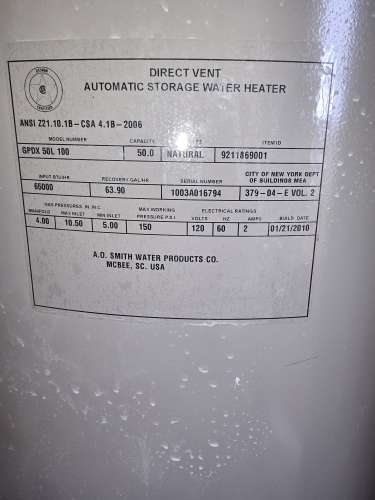 DIRECT VENT
AUTOMATIC STORAGE WATER HEATER
ANSI Z21.10.1B-CSA 4.1B-2006
MODEL NUMBER CAPACITY ITEM ID
GPDX 50L 100 50.0 NATURAL 9211869001
INPUT BTU/HR RECOVERY GAL/HR SERIAL NUMBER CITY OF NEW YORK DEPT OF BUILDINGS MEA
65000 63.90 1003A016794 379-04-E VOL. 2
GAS PRESSURES IN. W.C. MAX WORKING ELECTRICAL RATINGS
MANIFOLD MAX INLET MIN INLET PRESSURE P.S.I. VOLTS HZ AMPS BUILD DATE
4.00 10.50 5.00 150 120 60 2 01/21/2010
A.O. SMITH WATER PRODUCTS CO.
MCBEE, SC. USA